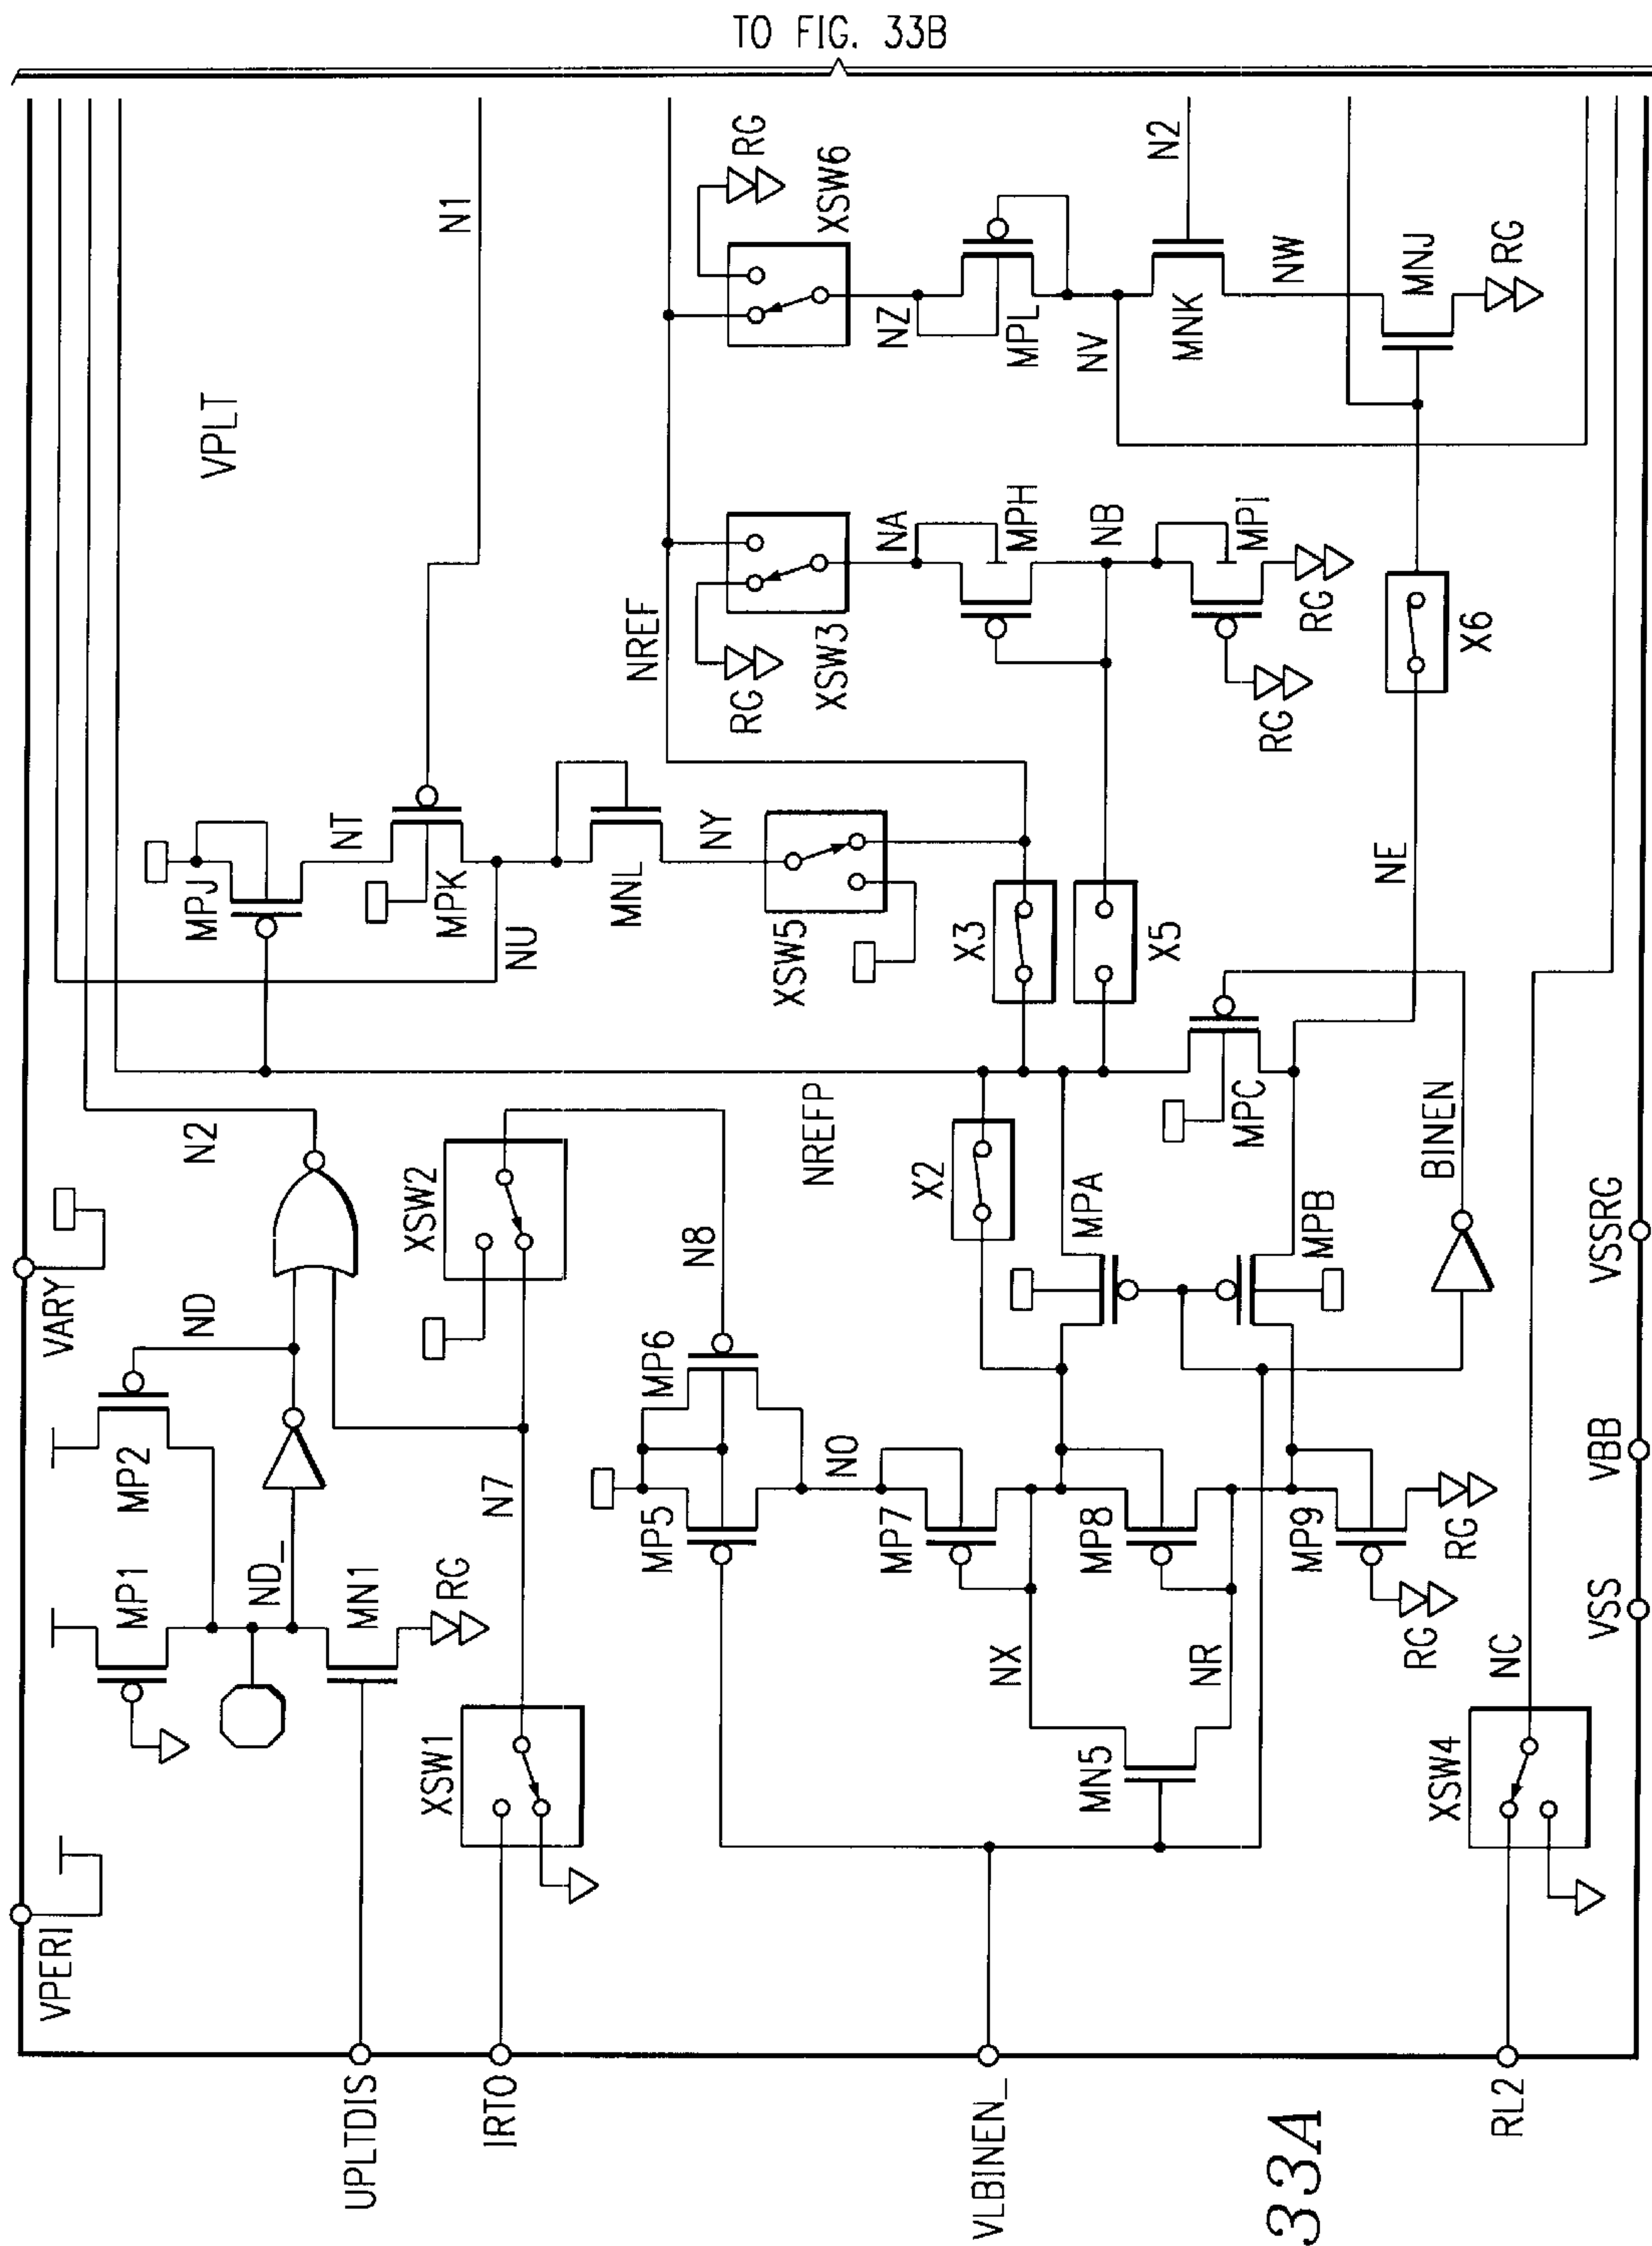 TO FIG. 33B
VPERI
VARY
UPLTDIS
IRTO
VLBINEN_
RL2
33A
MP1
MP2
ND
ND_
MN1
RG
N2
XSW1
N7
XSW2
N8
MP5
MP6
NO
MP7
NX
MP8
NR
MP9
RG
RG
MN5
XSW4
NC
VSS
VBB
VSSRG
MPA
MPB
MPC
BINEN
X2
NREFP
X3
X5
NE
X6
MPJ
NT
MPK
NU
MNL
NY
XSW5
VPLT
N1
NREF
RG
XSW3
NA
MPH
NB
MPI
RG
RG
RG
XSW6
NZ
MPL
NV
MNK
N2
NW
MNJ
RG